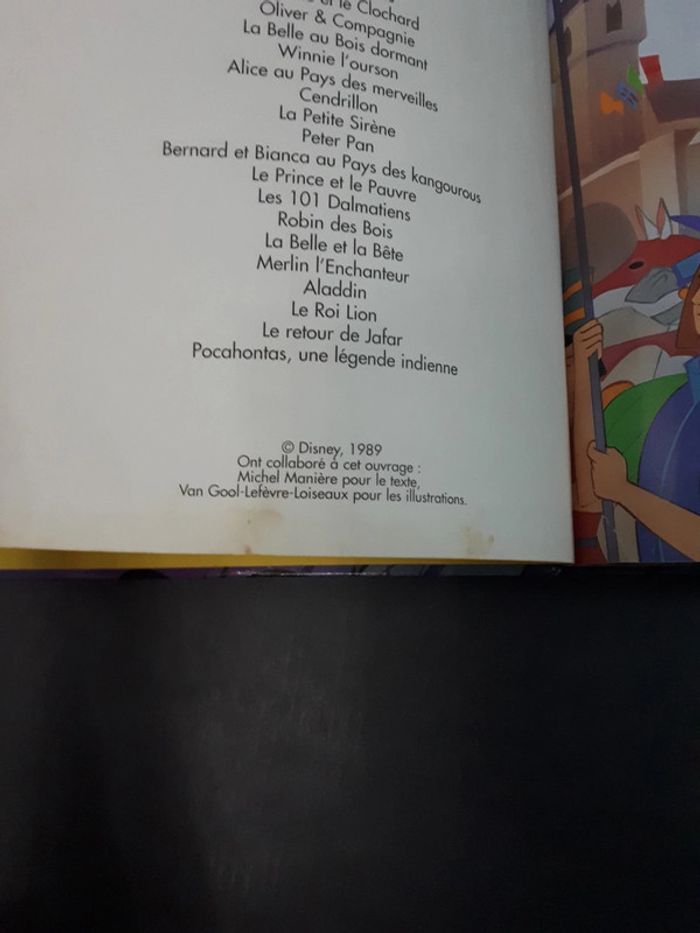 et le Clochard
Oliver & Compagnie
La Belle au Bois dormant
Winnie l'ourson
Alice au Pays des merveilles
Cendrillon
La Petite Sirène
Peter Pan
Bernard et Bianca au Pays des kangourous
Le Prince et le Pauvre
Les 101 Dalmatiens
Robin des Bois
La Belle et la Bête
Merlin l'Enchanteur
Aladdin
Le Roi Lion
Le retour de Jafar
Pocahontas, une légende indienne
© Disney, 1989
Ont collaboré à cet ouvrage :
Michel Manière pour le texte,
Van Gool-Lefèvre-Loiseaux pour les illustrations.